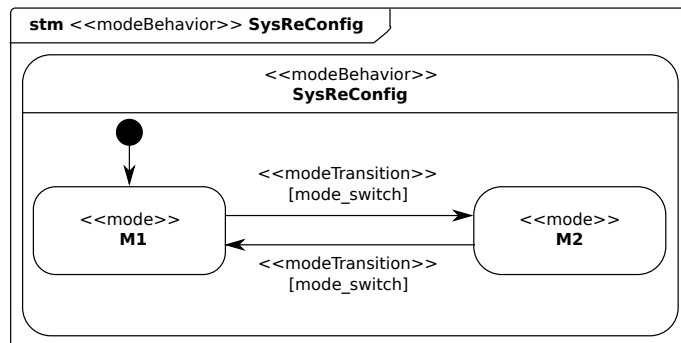 stm <<modeBehavior>> SysReConfig
<<modeBehavior>>
SysReConfig
<<modeTransition>>
[mode_switch]
<<mode>>
M1
<<mode>>
M2
<<modeTransition>>
[mode_switch]